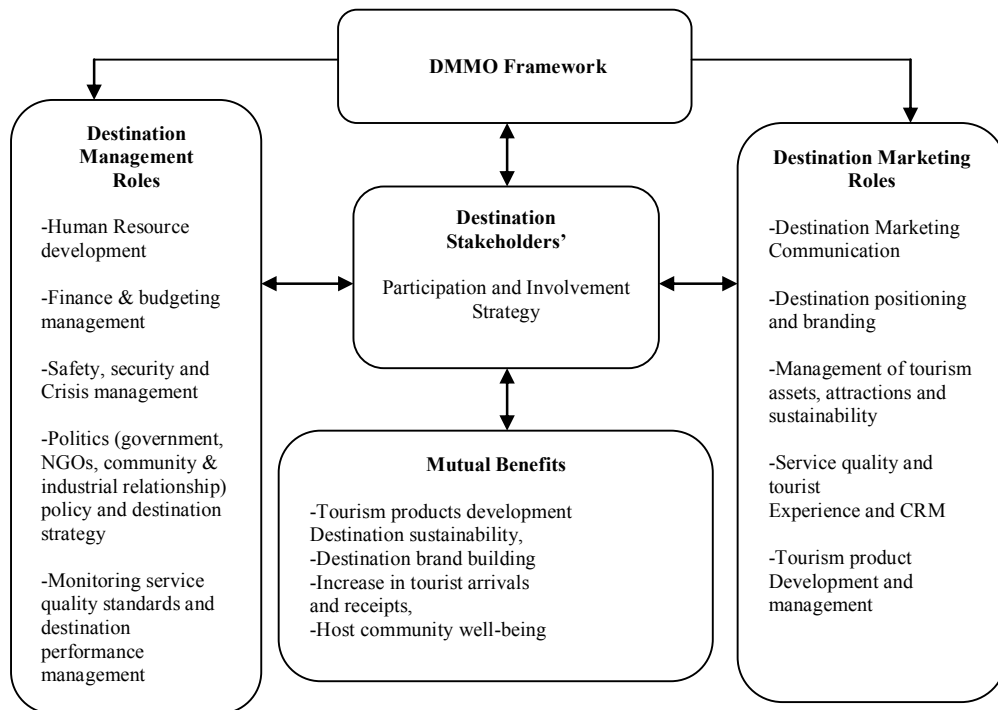 DMMO Framework
Destination
Management
Roles
-Human Resource
development
-Finance & budgeting
management
-Safety, security and
Crisis management
-Politics (government,
NGOs, community &
industrial relationship)
policy and destination
strategy
-Monitoring service
quality standards and
destination
performance
management
Destination
Stakeholders’
Participation and Involvement
Strategy
Mutual Benefits
-Tourism products development
Destination sustainability,
-Destination brand building
-Increase in tourist arrivals
and receipts,
-Host community well-being
Destination Marketing
Roles
-Destination Marketing
Communication
-Destination positioning
and branding
-Management of tourism
assets, attractions and
sustainability
-Service quality and
tourist
Experience and CRM
-Tourism product
Development and
management